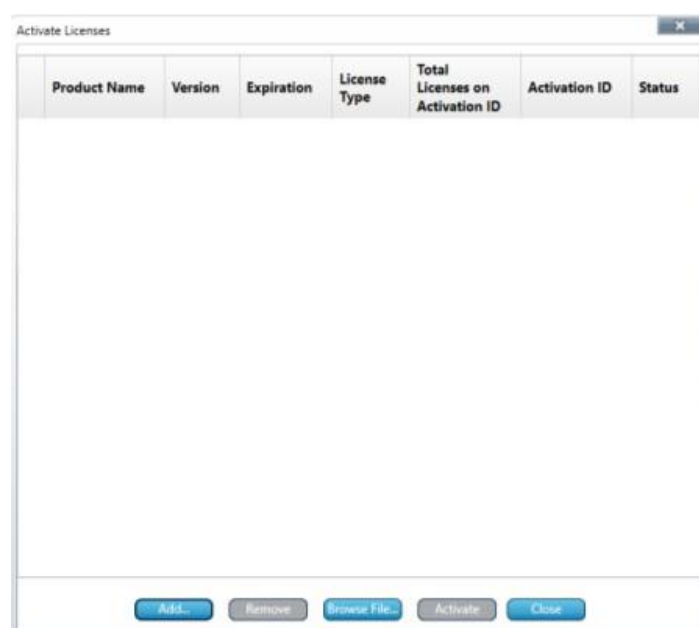 Activate Licenses
Product Name
Version
Expiration
License
Type
Total
Licenses on
Activation ID
Activation ID
Status
Add...
Remove
Browse File...
Activate
Close